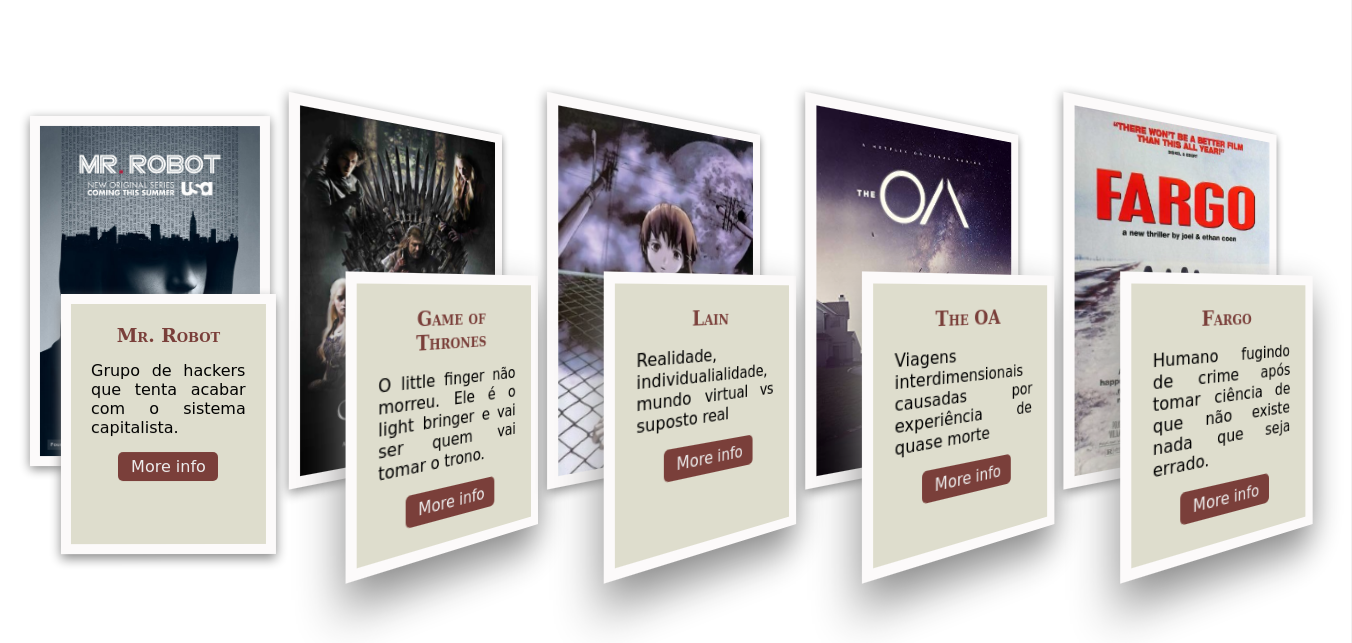 MR. ROBOT
NEW ORIGINAL SERIES
COMING THIS SUMMER usa
Mr. Robot
Grupo de hackers
que tenta acabar
com o sistema
capitalista.
More info
Game of
Thrones
O little finger não
morreu. Ele é o
light bringer e vai
ser quem vai
tomar o trono.
More info
Lain
Realidade,
individualialidade,
mundo virtual vs
suposto real
More info
A NETFLIX ORIGINAL SERIES
THE OA
The OA
Viagens
interdimensionais
causadas por
experiência de
quase morte
More info
"THERE WON'T BE A BETTER FILM
THAN THIS ALL YEAR!"
FARGO
a new thriller by joel & ethan coen
Fargo
Humano fugindo
de crime após
tomar ciência de
que não existe
nada que seja
errado.
More info